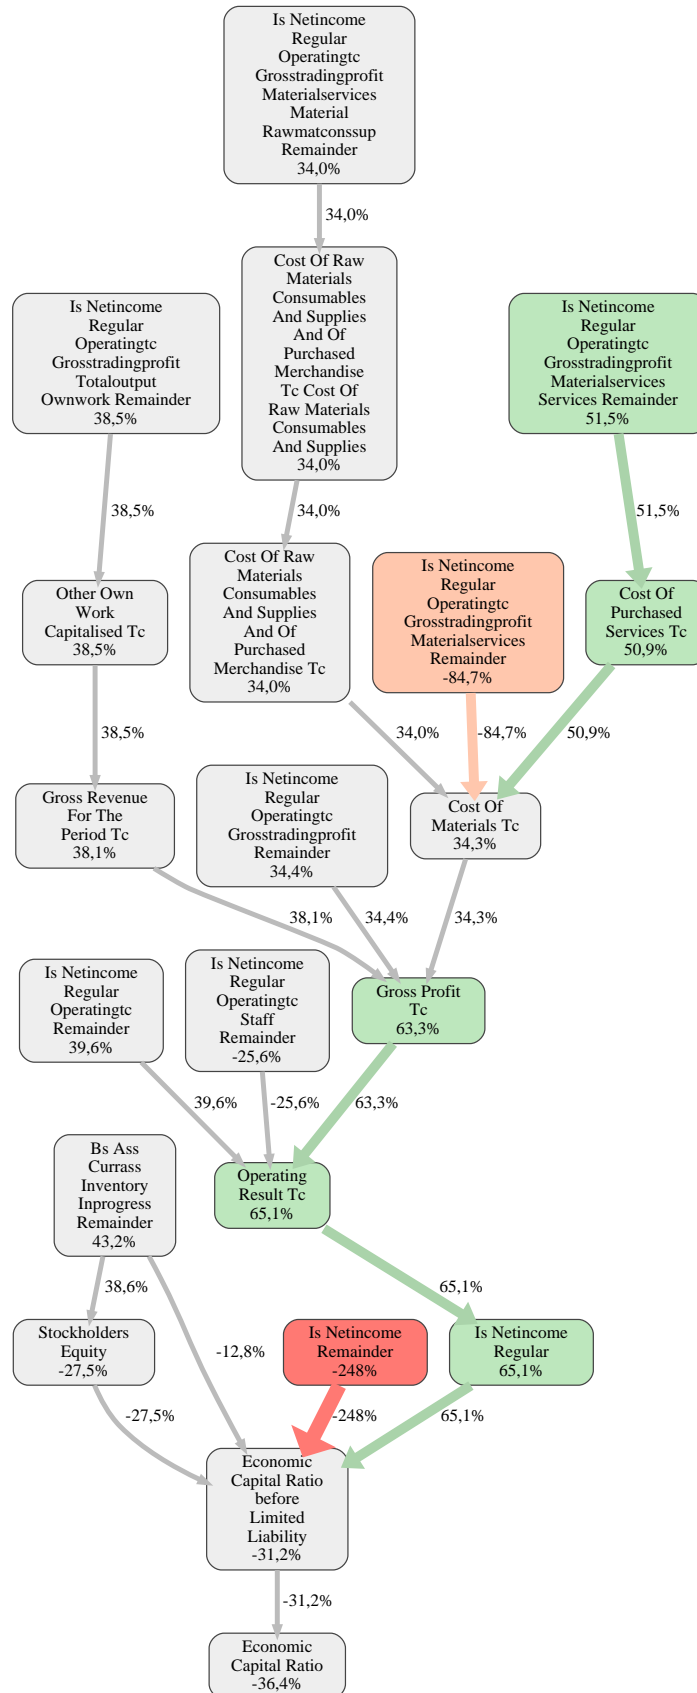 Is Netincome
Regular
Operatingtc
Grosstradingprofit
Materialservices
Material
Rawmatconssup
Remainder
34,0%
34,0%
Cost Of Raw
Materials
Consumables
And Supplies
And Of
Purchased
Merchandise
Tc Cost Of
Raw Materials
Consumables
And Supplies
34,0%
Is Netincome
Regular
Operatingtc
Grosstradingprofit
Totaloutput
Ownwork Remainder
38,5%
Is Netincome
Regular
Operatingtc
Grosstradingprofit
Materialservices
Services Remainder
51,5%
38,5%
34,0%
51,5%
Other Own
Work
Capitalised Tc
38,5%
Cost Of Raw
Materials
Consumables
And Supplies
And Of
Purchased
Merchandise Tc
34,0%
Is Netincome
Regular
Operatingtc
Grosstradingprofit
Materialservices
Remainder
-84,7%
Cost Of
Purchased
Services Tc
50,9%
38,5%
34,0%
-84,7%
50,9%
Gross Revenue
For The
Period Tc
38,1%
Is Netincome
Regular
Operatingtc
Grosstradingprofit
Remainder
34,4%
Cost Of
Materials Tc
34,3%
38,1%
34,4%
34,3%
Is Netincome
Regular
Operatingtc
Remainder
39,6%
Is Netincome
Regular
Operatingtc
Staff
Remainder
-25,6%
Gross Profit
Tc
63,3%
39,6%
-25,6%
63,3%
Bs Ass
Currass
Inventory
Inprogress
Remainder
43,2%
Operating
Result Tc
65,1%
38,6%
65,1%
Stockholders
Equity
-27,5%
-12,8%
Is Netincome
Remainder
-248%
Is Netincome
Regular
65,1%
-27,5%
-248%
65,1%
Economic
Capital Ratio
before
Limited
Liability
-31,2%
-31,2%
Economic
Capital Ratio
-36,4%